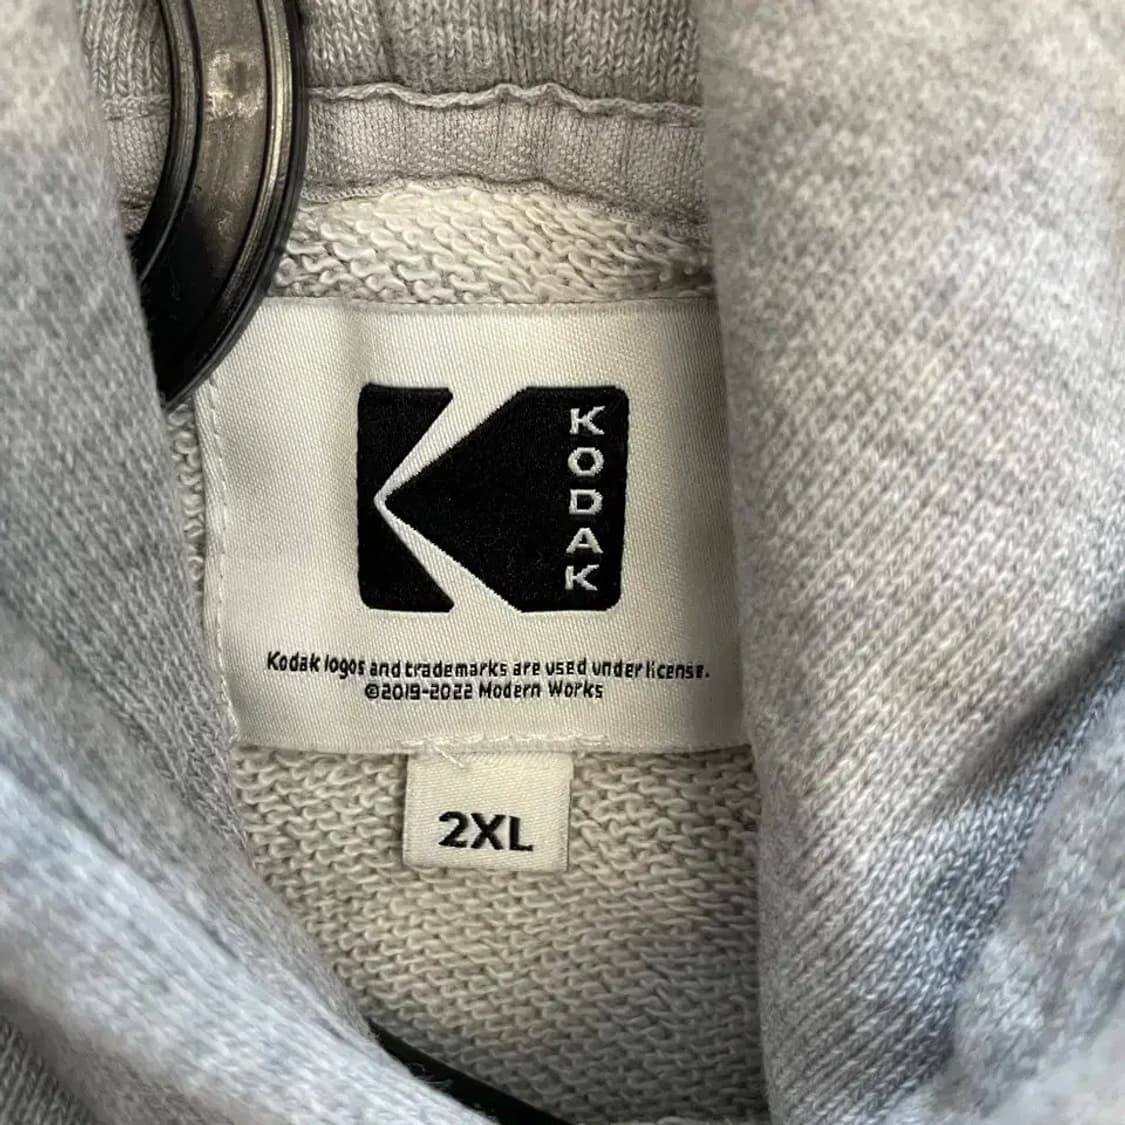 KODAK
Kodak logos and trademarks are used under license.
©2019-2022 Modern Works
2XL